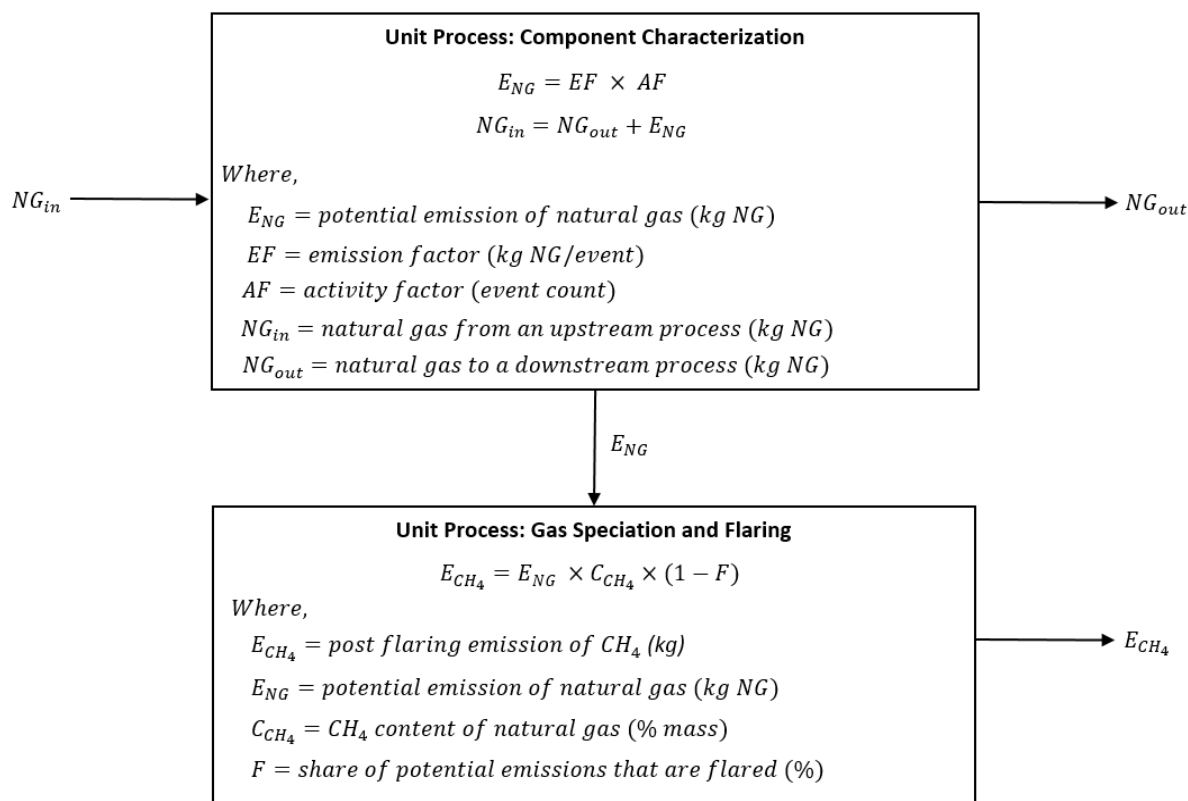 Unit Process: Component Characterization
E_NG = EF × AF
NG_in = NG_out + E_NG
Where,
NG_in
NG_out
E_NG = potential emission of natural gas (kg NG)
EF = emission factor (kg NG/event)
AF = activity factor (event count)
NG_in = natural gas from an upstream process (kg NG)
NG_out = natural gas to a downstream process (kg NG)
E_NG
Unit Process: Gas Speciation and Flaring
E_CH₄ = E_NG × C_CH₄ × (1 − F)
Where,
E_CH₄ = post flaring emission of CH₄ (kg)
E_CH₄
E_NG = potential emission of natural gas (kg NG)
C_CH₄ = CH₄ content of natural gas (% mass)
F = share of potential emissions that are flared (%)